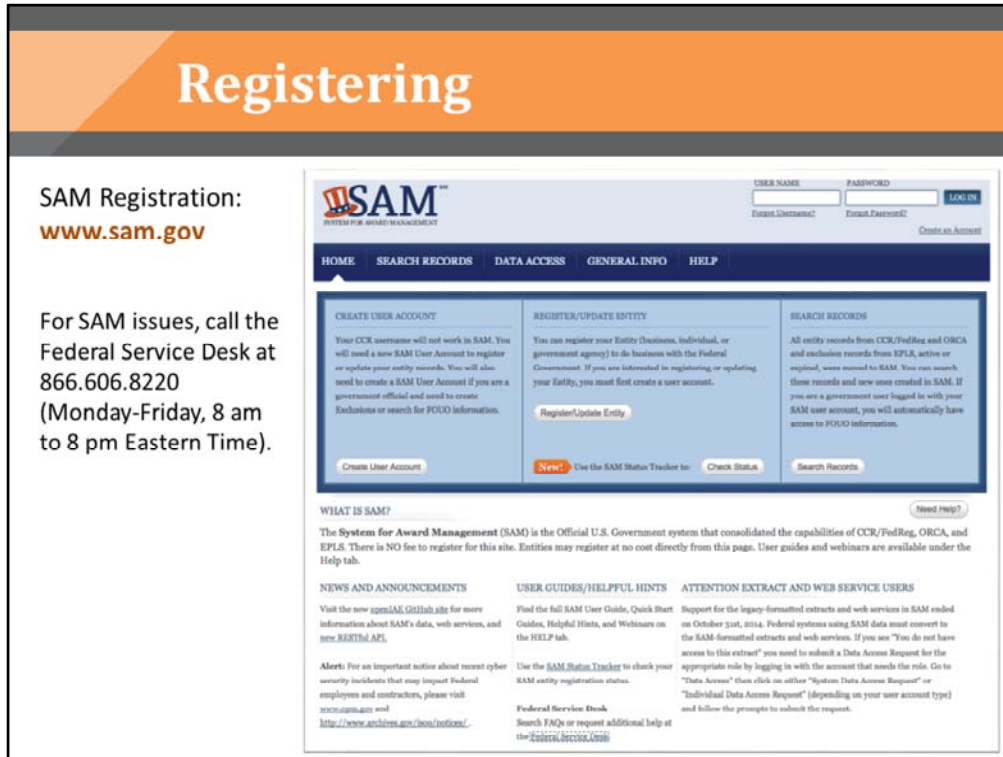 Registering
SAM Registration:
www.sam.gov
For SAM issues, call the
Federal Service Desk at
866.606.8220
(Monday-Friday, 8 am
to 8 pm Eastern Time).
SAM℠
SYSTEM FOR AWARD MANAGEMENT
USER NAME PASSWORD
LOG IN
Forgot Username? Forgot Password?
Create an Account
HOME SEARCH RECORDS DATA ACCESS GENERAL INFO HELP
CREATE USER ACCOUNT
Your CCR username will not work in SAM. You
will need a new SAM User Account to register
or update your entity records. You will also
need to create a SAM User Account if you are a
government official and need to create
Exclusions or search for FOUO information.
Create User Account
REGISTER/UPDATE ENTITY
You can register your Entity (business, individual, or
government agency) to do business with the Federal
Government. If you are interested in registering or updating
your Entity, you must first create a user account.
Register/Update Entity
New! Use the SAM Status Tracker to: Check Status
SEARCH RECORDS
All entity records from CCR/FedReg and ORCA
and exclusion records from EPLS, active or
expired, were moved to SAM. You can search
these records and new ones created in SAM. If
you are a government user logged in with your
SAM user account, you will automatically have
access to FOUO information.
Search Records
WHAT IS SAM?
Need Help?
The System for Award Management (SAM) is the Official U.S. Government system that consolidated the capabilities of CCR/FedReg, ORCA, and
EPLS. There is NO fee to register for this site. Entities may register at no cost directly from this page. User guides and webinars are available under the
Help tab.
NEWS AND ANNOUNCEMENTS
Visit the new openIAE GitHub site for more
information about SAM's data, web services, and
new RESTful API.
Alert: For an important notice about recent cyber
security incidents that may impact Federal
employees and contractors, please visit
www.opm.gov and
http://www.archives.gov/isoo/notices/.
USER GUIDES/HELPFUL HINTS
Find the full SAM User Guide, Quick Start
Guides, Helpful Hints, and Webinars on
the HELP tab.
Use the SAM Status Tracker to check your
SAM entity registration status.
Federal Service Desk
Search FAQs or request additional help at
the Federal Service Desk
ATTENTION EXTRACT AND WEB SERVICE USERS
Support for the legacy-formatted extracts and web services in SAM ended
on October 31st, 2014. Federal systems using SAM data must convert to
the SAM-formatted extracts and web services. If you see "You do not have
access to this extract" you need to submit a Data Access Request for the
appropriate role by logging in with the account that needs the role. Go to
"Data Access" then click on either "System Data Access Request" or
"Individual Data Access Request" (depending on your user account type)
and follow the prompts to submit the request.